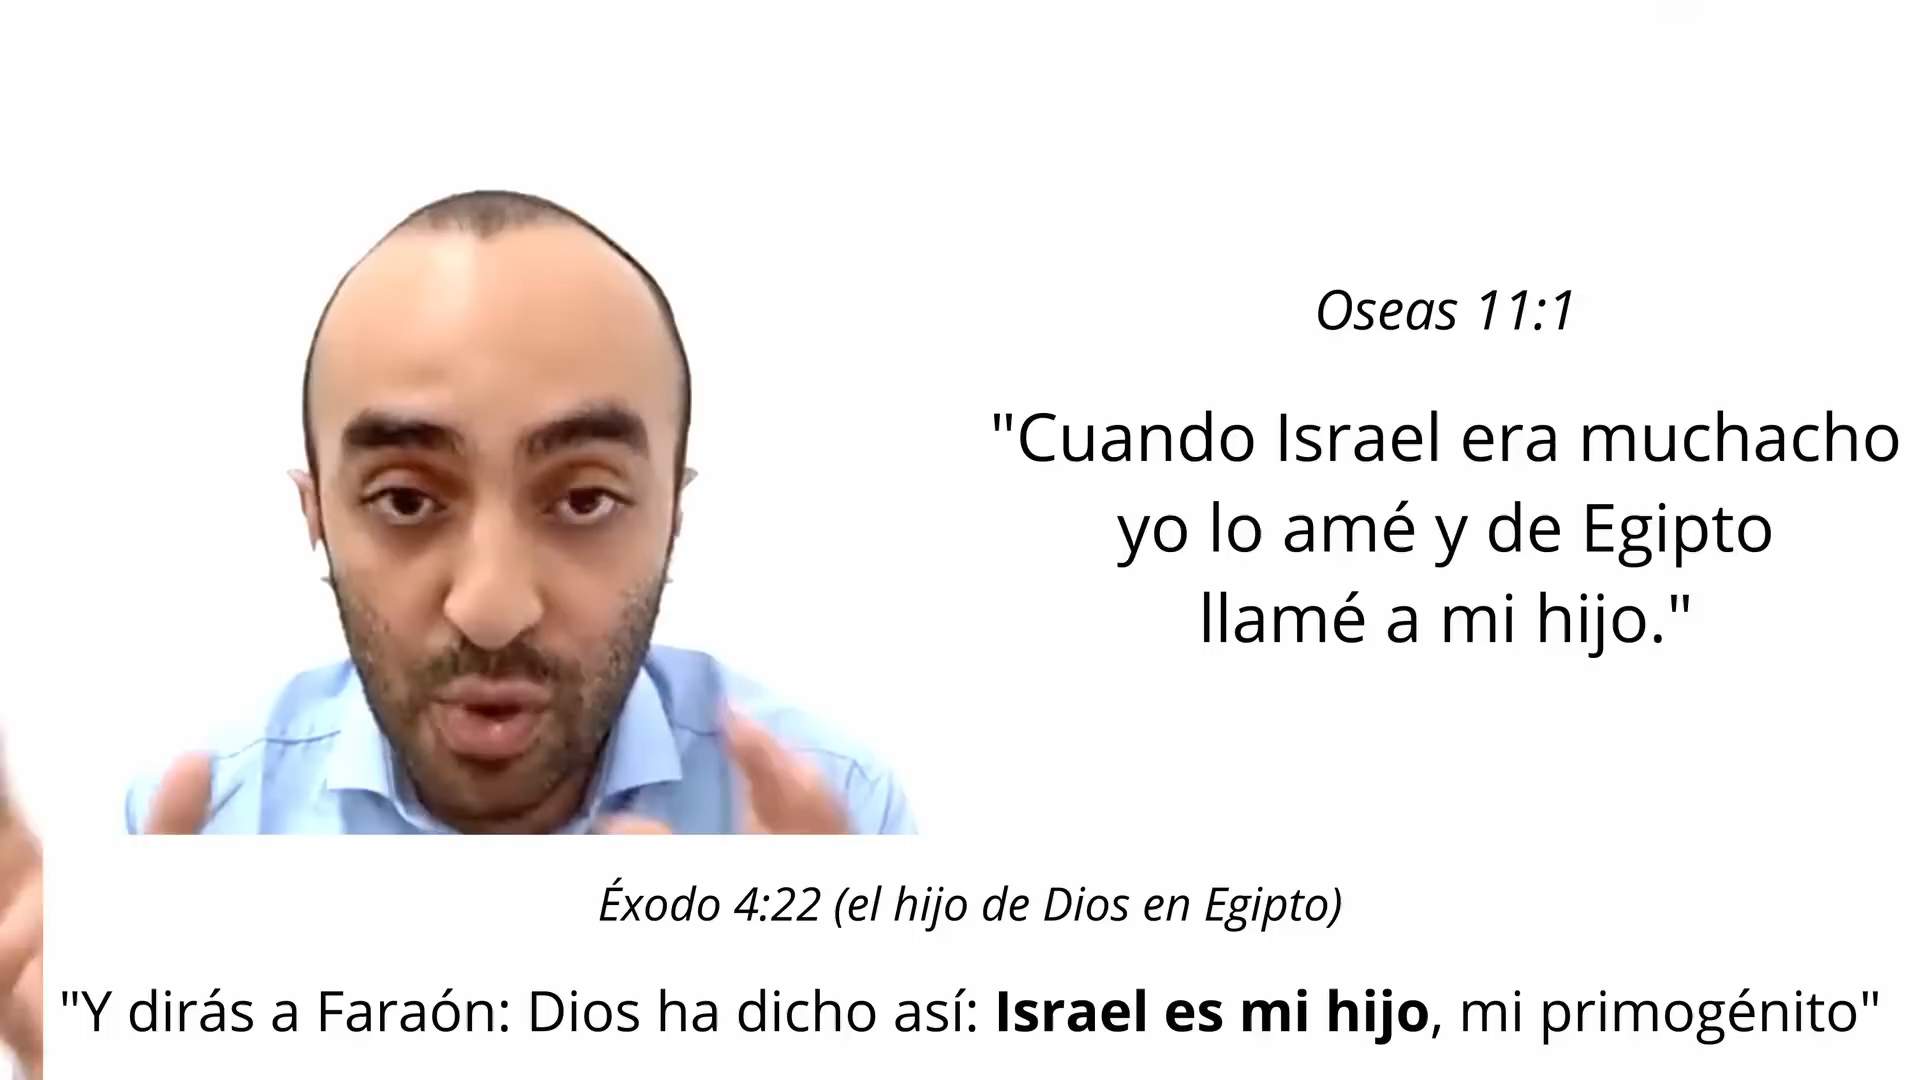 Oseas 11:1
"Cuando Israel era muchacho
yo lo amé y de Egipto
llamé a mi hijo."
Éxodo 4:22 (el hijo de Dios en Egipto)
"Y dirás a Faraón: Dios ha dicho así: Israel es mi hijo, mi primogénito"